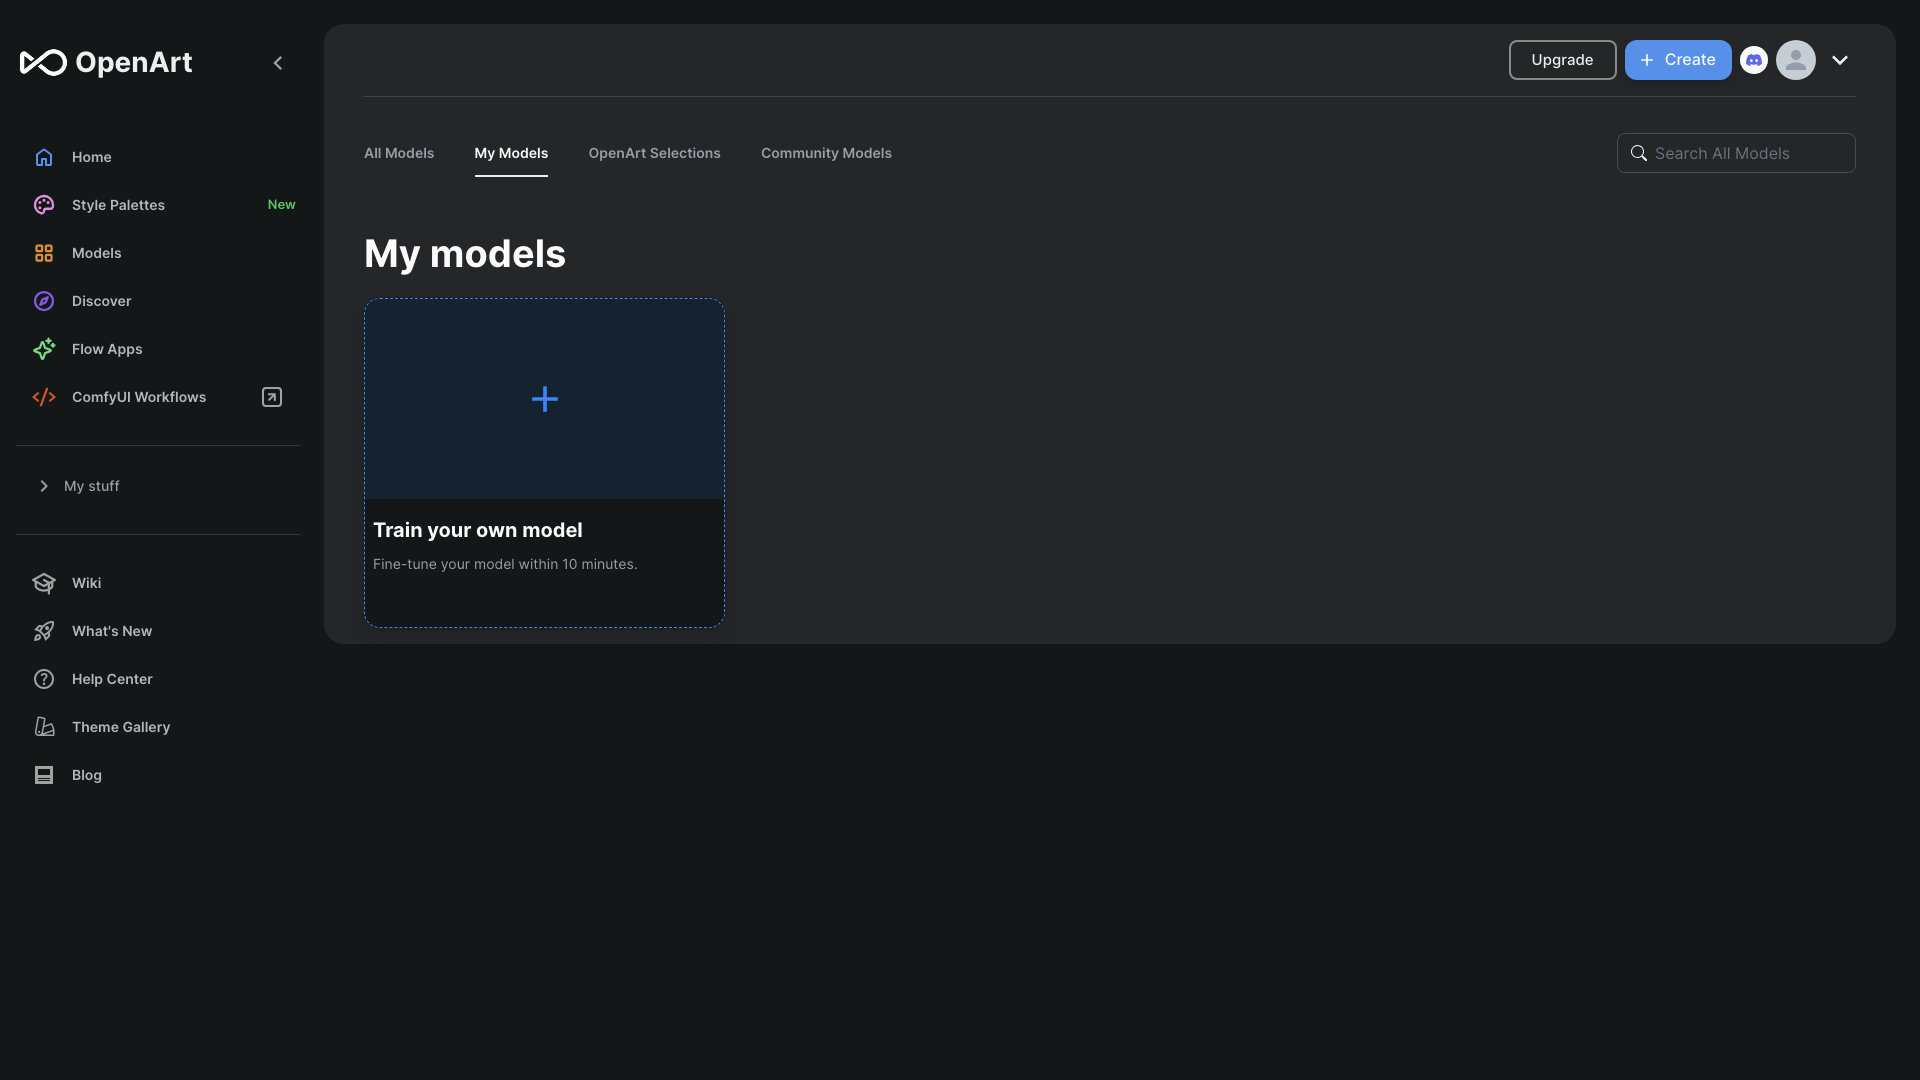 OpenArt
Home
Style Palettes New
Models
Discover
Flow Apps
ComfyUI Workflows
My stuff
Wiki
What's New
Help Center
Theme Gallery
Blog
Upgrade
Create
All Models
My Models
OpenArt Selections
Community Models
Search All Models
My models
Train your own model
Fine-tune your model within 10 minutes.